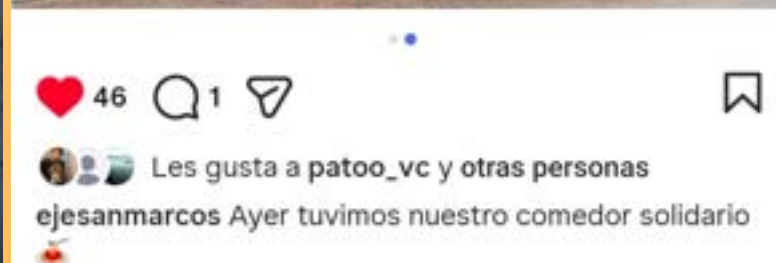 46 1
Les gusta a patoo_vc y otras personas
ejesanmarcos Ayer tuvimos nuestro comedor solidario
🍝